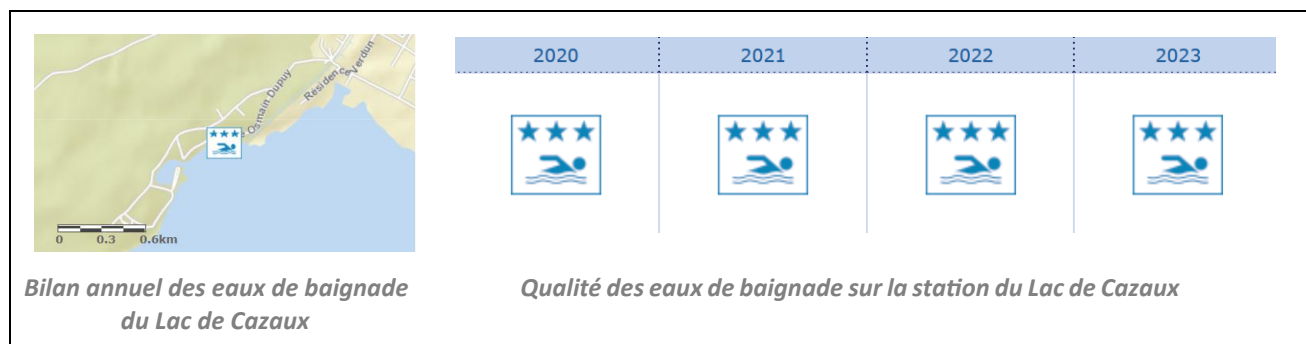 2020 2021 2022 2023
Résidence Verdun
e Osmain Dupuy
0 0.3 0.6km
Bilan annuel des eaux de baignade
du Lac de Cazaux
Qualité des eaux de baignade sur la station du Lac de Cazaux